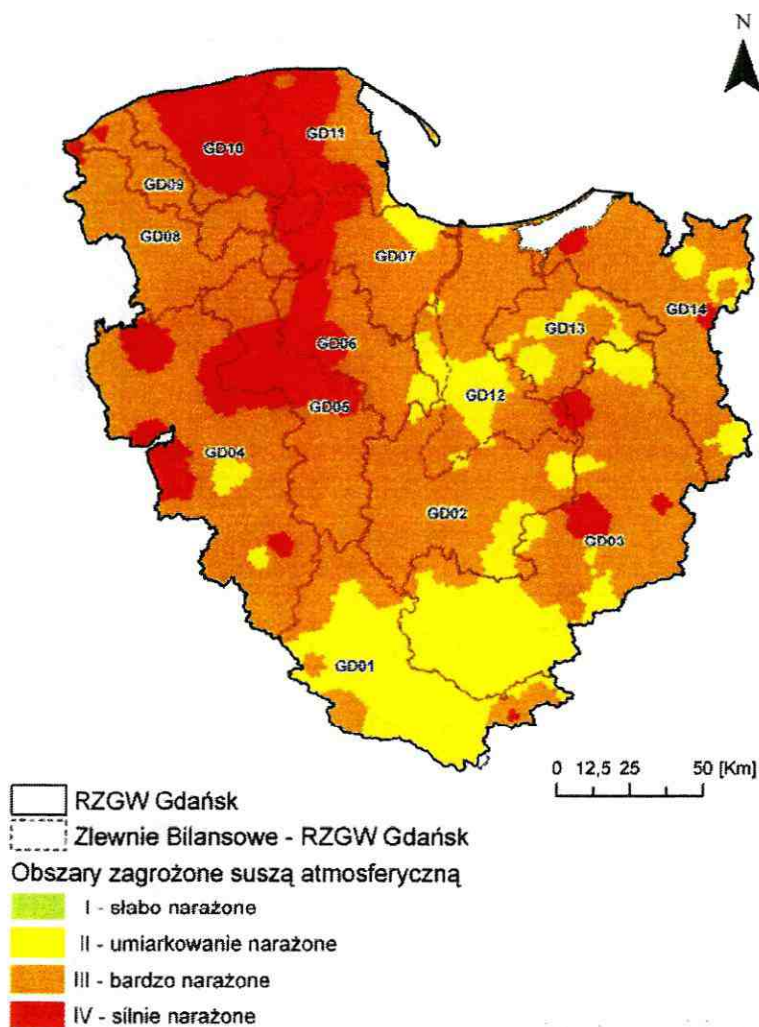 N
GD10
GD11
GD09
GD08
GD07
GD14
GD13
GD06
GD12
GD05
GD04
GD02
GD03
GD01
0 12,5 25 50 [Km]
RZGW Gdańsk
Zlewnie Bilansowe - RZGW Gdańsk
Obszary zagrożone suszą atmosferyczną
I - słabo narażone
II - umiarkowanie narażone
III - bardzo narażone
IV - silnie narażone